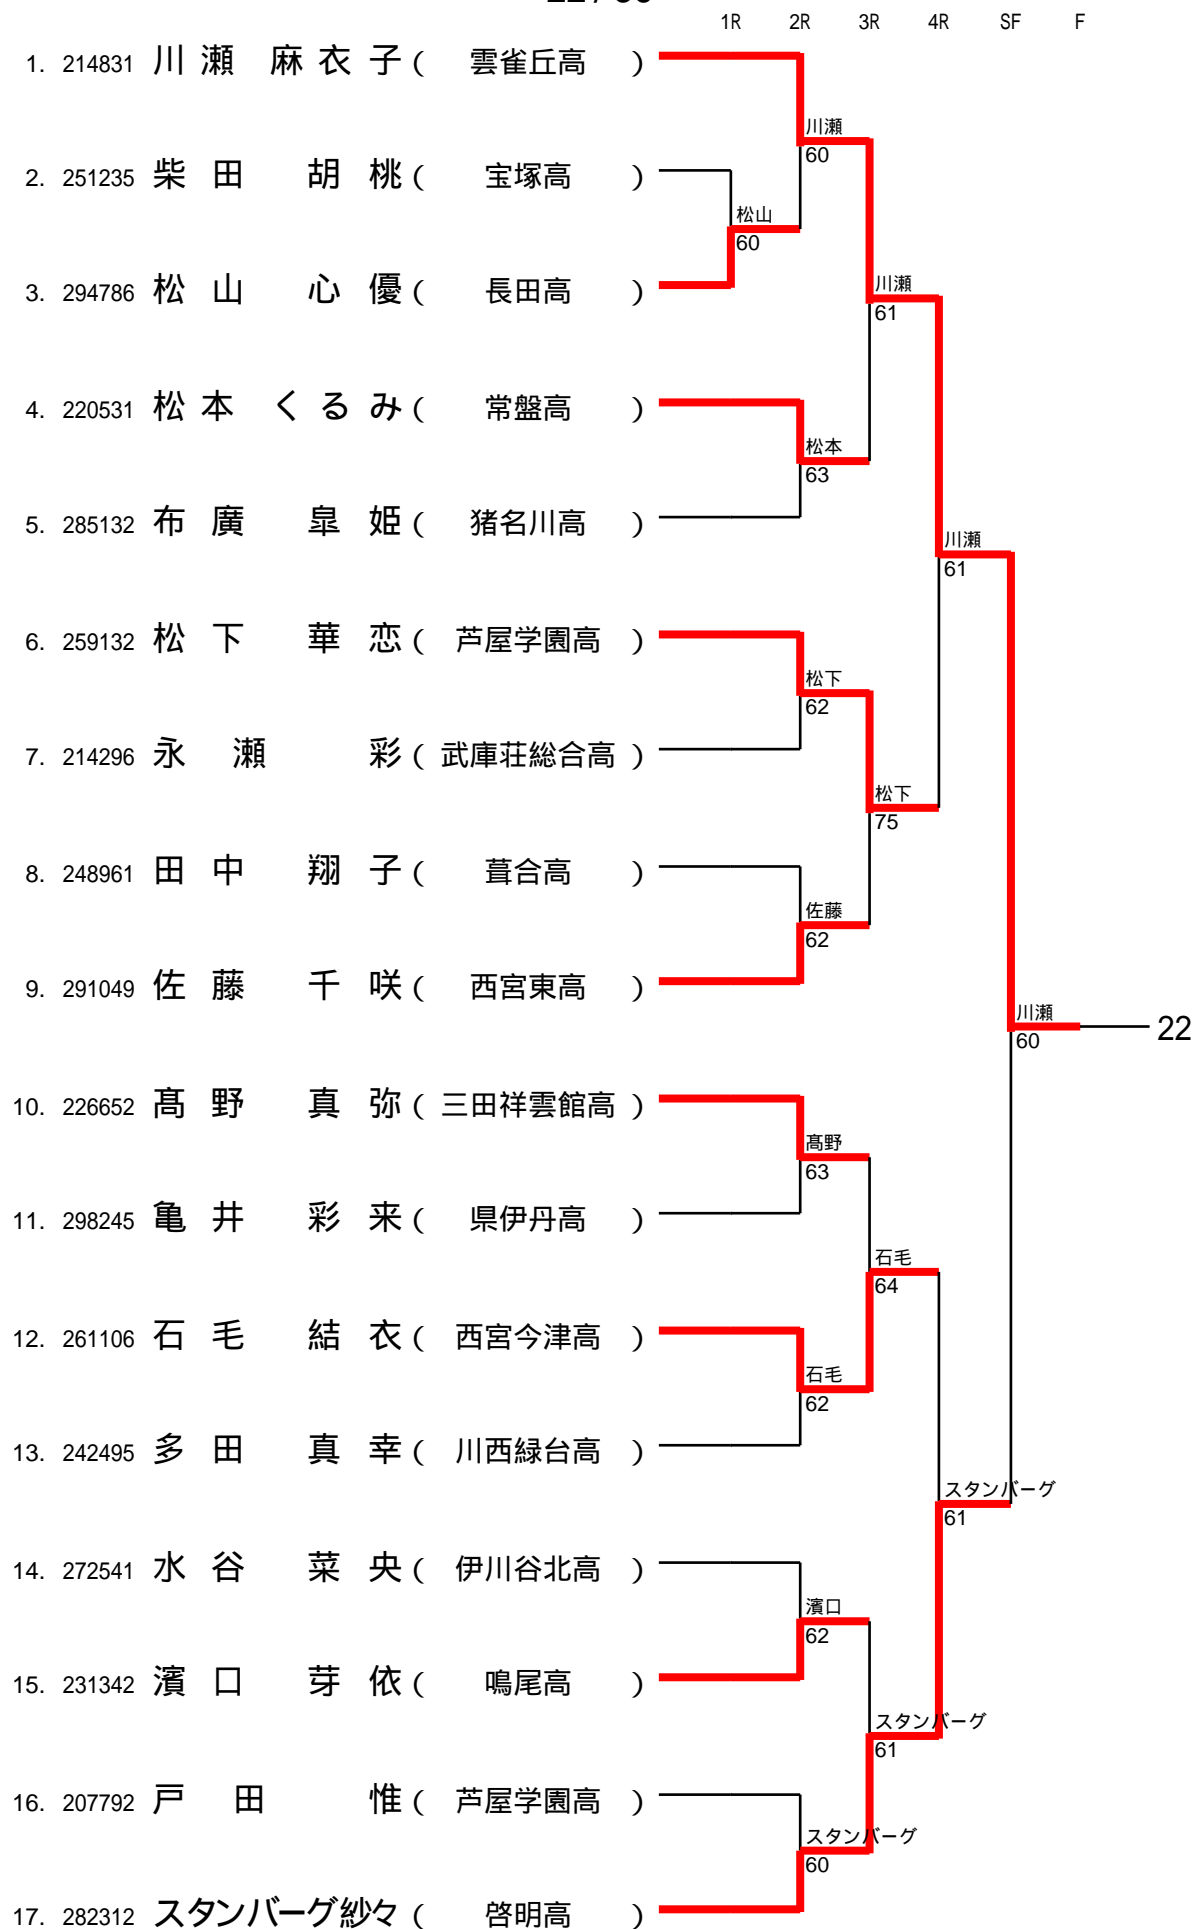 1R 2R 3R 4R SF F
1. 214831 川瀬 麻衣子 ( 雲雀丘高 )
川瀬
60
2. 251235 柴田 胡桃 ( 宝塚高 )
松山
60
3. 294786 松山 心優 ( 長田高 )
川瀬
61
4. 220531 松本 くるみ ( 常盤高 )
松本
63
5. 285132 布廣 皐姫 ( 猪名川高 )
川瀬
61
6. 259132 松下 華恋 ( 芦屋学園高 )
松下
62
7. 214296 永瀬 彩 ( 武庫荘総合高 )
松下
75
8. 248961 田中 翔子 ( 葺合高 )
佐藤
62
9. 291049 佐藤 千咲 ( 西宮東高 )
川瀬
60
22
10. 226652 髙野 真弥 ( 三田祥雲館高 )
髙野
63
11. 298245 亀井 彩来 ( 県伊丹高 )
石毛
64
12. 261106 石毛 結衣 ( 西宮今津高 )
石毛
62
13. 242495 多田 真幸 ( 川西緑台高 )
スタンバーグ
61
14. 272541 水谷 菜央 ( 伊川谷北高 )
濱口
62
15. 231342 濱口 芽依 ( 鳴尾高 )
スタンバーグ
61
16. 207792 戸田 惟 ( 芦屋学園高 )
スタンバーグ
60
17. 282312 スタンバーグ紗々 ( 啓明高 )